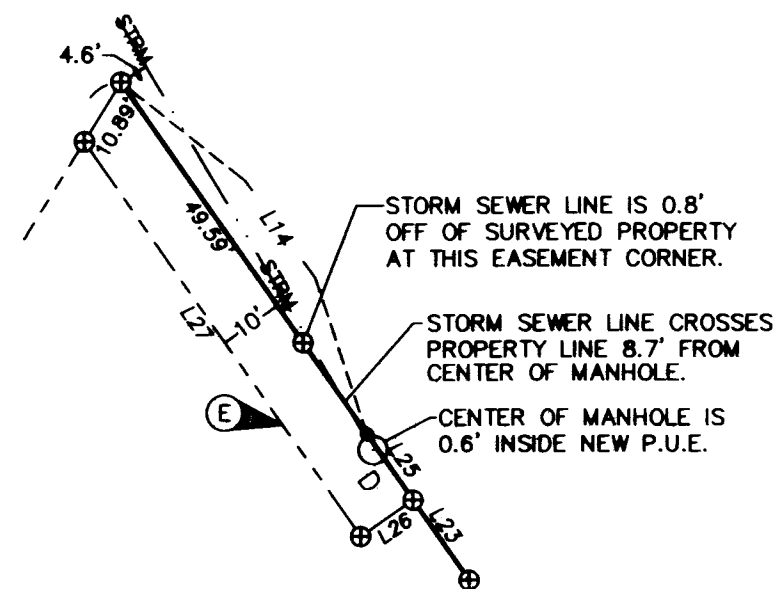 STRM
4.6'
10.89'
49.59'
L14
STORM SEWER LINE IS 0.8'
OFF OF SURVEYED PROPERTY
AT THIS EASEMENT CORNER.
STRM
10'
L27
STORM SEWER LINE CROSSES
PROPERTY LINE 8.7' FROM
CENTER OF MANHOLE.
E
CENTER OF MANHOLE IS
0.6' INSIDE NEW P.U.E.
L25
D
L26
L23